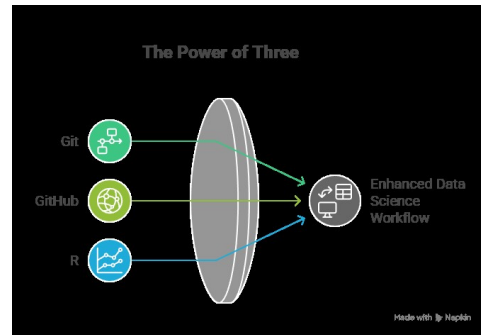 The Power of Three
Git
GitHub
R
Enhanced Data
Science
Workflow
Made with Napkin